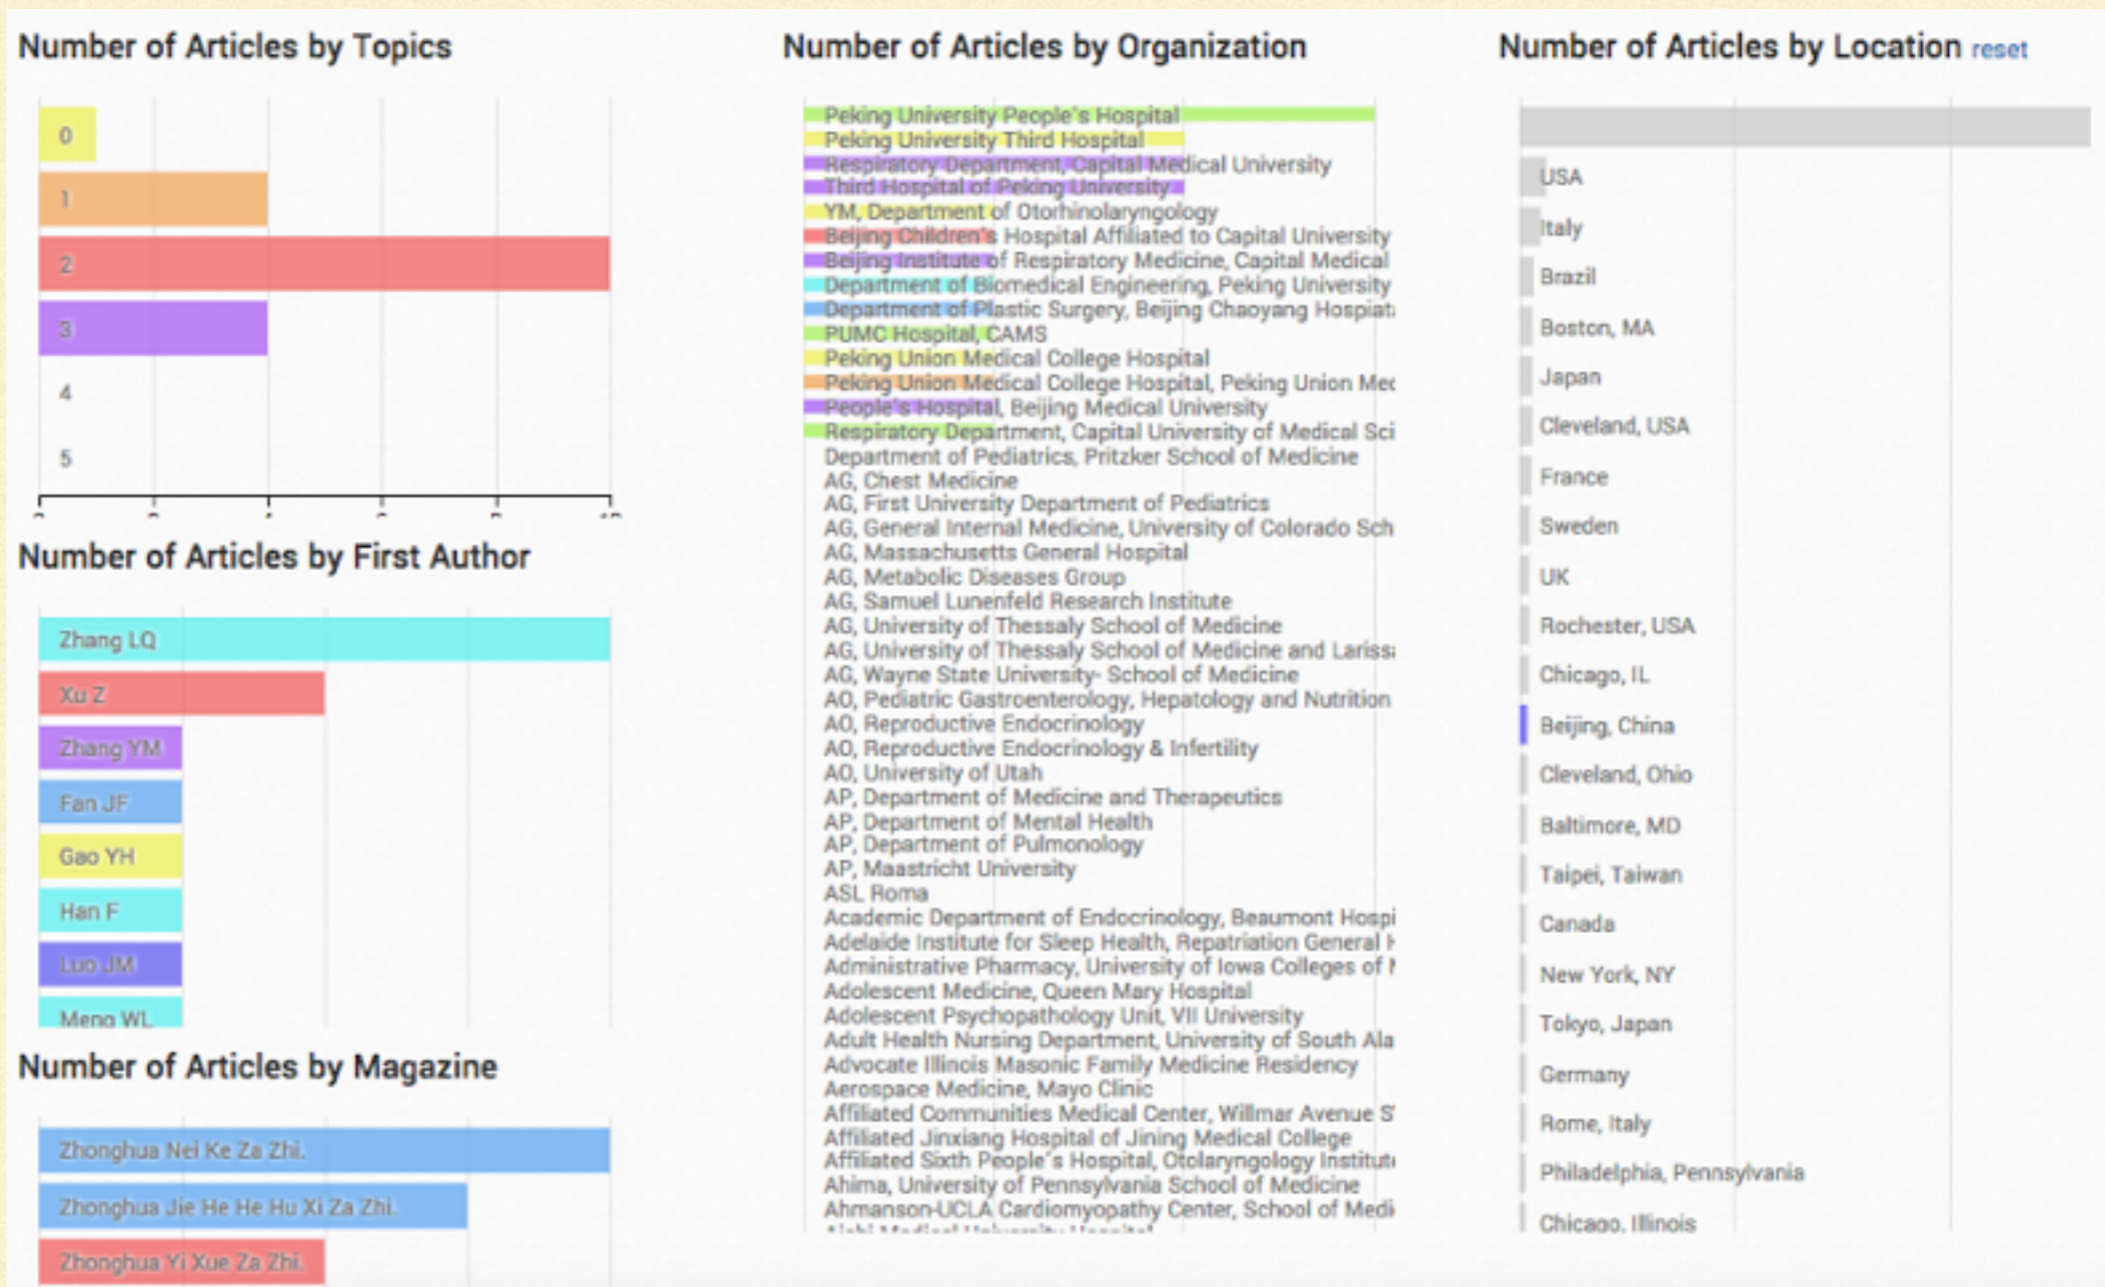 Number of Articles by Topics
0
1
2
3
4
5
Number of Articles by First Author
Zhang LQ
Xu Z
Zhang YM
Fan JF
Gao YH
Han F
Luo JM
Meng WL
Number of Articles by Magazine
Zhonghua Nei Ke Za Zhi.
Zhonghua Jie He He Hu Xi Za Zhi.
Zhonghua Yi Xue Za Zhi.
Number of Articles by Organization
Peking University People's Hospital
Peking University Third Hospital
Respiratory Department, Capital Medical University
Third Hospital of Peking University
YM, Department of Otorhinolaryngology
Beijing Children's Hospital Affiliated to Capital University
Beijing Institute of Respiratory Medicine, Capital Medical
Department of Biomedical Engineering, Peking University
Department of Plastic Surgery, Beijing Chaoyang Hospiat
PUMC Hospital, CAMS
Peking Union Medical College Hospital
Peking Union Medical College Hospital, Peking Union Med
People's Hospital, Beijing Medical University
Respiratory Department, Capital University of Medical Sci
Department of Pediatrics, Pritzker School of Medicine
AG, Chest Medicine
AG, First University Department of Pediatrics
AG, General Internal Medicine, University of Colorado Sch
AG, Massachusetts General Hospital
AG, Metabolic Diseases Group
AG, Samuel Lunenfeld Research Institute
AG, University of Thessaly School of Medicine
AG, University of Thessaly School of Medicine and Larissa
AG, Wayne State University- School of Medicine
AO, Pediatric Gastroenterology, Hepatology and Nutrition
AO, Reproductive Endocrinology
AO, Reproductive Endocrinology & Infertility
AO, University of Utah
AP, Department of Medicine and Therapeutics
AP, Department of Mental Health
AP, Department of Pulmonology
AP, Maastricht University
ASL Roma
Academic Department of Endocrinology, Beaumont Hospi
Adelaide Institute for Sleep Health, Repatriation General
Administrative Pharmacy, University of Iowa Colleges of
Adolescent Medicine, Queen Mary Hospital
Adolescent Psychopathology Unit, VII University
Adult Health Nursing Department, University of South Ala
Advocate Illinois Masonic Family Medicine Residency
Aerospace Medicine, Mayo Clinic
Affiliated Communities Medical Center, Willmar Avenue
Affiliated Jinxiang Hospital of Jining Medical College
Affiliated Sixth People's Hospital, Otolaryngology Institute
Ahima, University of Pennsylvania School of Medicine
Ahmanson-UCLA Cardiomyopathy Center, School of Medi
Number of Articles by Location reset
USA
Italy
Brazil
Boston, MA
Japan
Cleveland, USA
France
Sweden
UK
Rochester, USA
Chicago, IL
Beijing, China
Cleveland, Ohio
Baltimore, MD
Taipei, Taiwan
Canada
New York, NY
Tokyo, Japan
Germany
Rome, Italy
Philadelphia, Pennsylvania
Chicago, Illinois